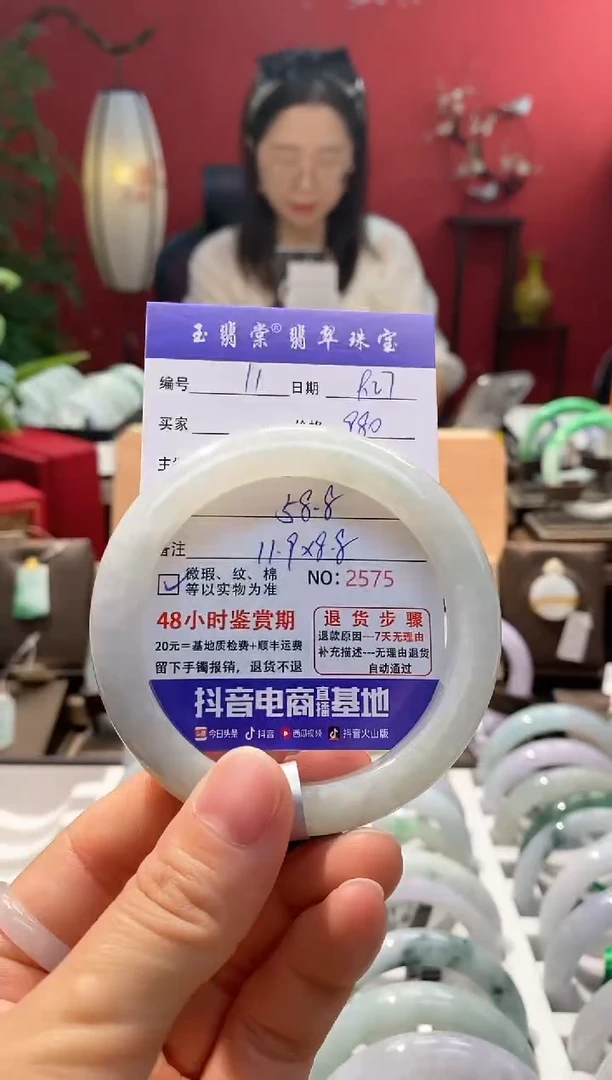 玉翡棠®翡翠珠宝
编号 11 日期
买家 980
58.8
备注 11.9x8.8
微瑕、纹、棉
等以实物为准
NO: 2575
48小时鉴赏期
20元=基地质检费+顺丰运费
留下手镯报销，退货不退
退货步骤
退款原因---7天无理由
补充描述---无理由退货
自动通过
抖音电商直播基地
今日头条 抖音 西瓜视频 抖音火山版